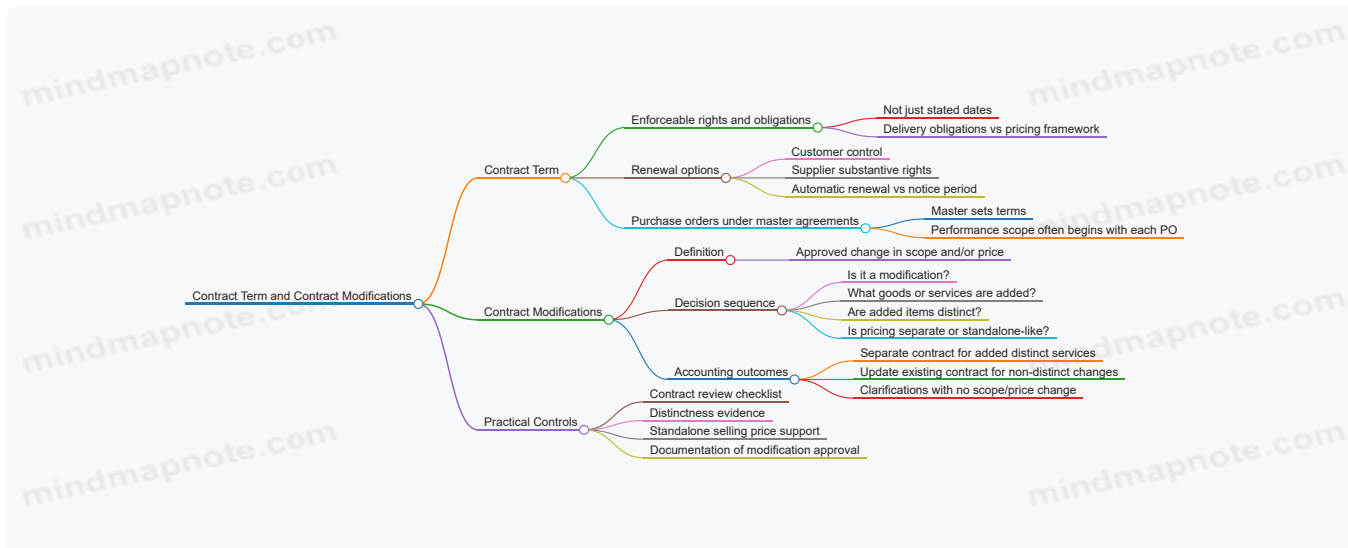 mindmapnote.com
mindmapnote.com
Not just stated dates
Enforceable rights and obligations
Delivery obligations vs pricing framework
Customer control
Contract Term
Renewal options
Supplier substantive rights
Automatic renewal vs notice period
mindmapnote.com
mindmapnote.com
Master sets terms
Purchase orders under master agreements
Performance scope often begins with each PO
Definition
Approved change in scope and/or price
Is it a modification?
Contract Term and Contract Modifications
Decision sequence
What goods or services are added?
Contract Modifications
Are added items distinct?
Is pricing separate or standalone-like?
mindmapnote.com
mindmapnote.com
Separate contract for added distinct services
Accounting outcomes
Update existing contract for non-distinct changes
Clarifications with no scope/price change
Contract review checklist
Distinctness evidence
Practical Controls
Standalone selling price support
Documentation of modification approval
mindmapnote.com
mindmapnote.com